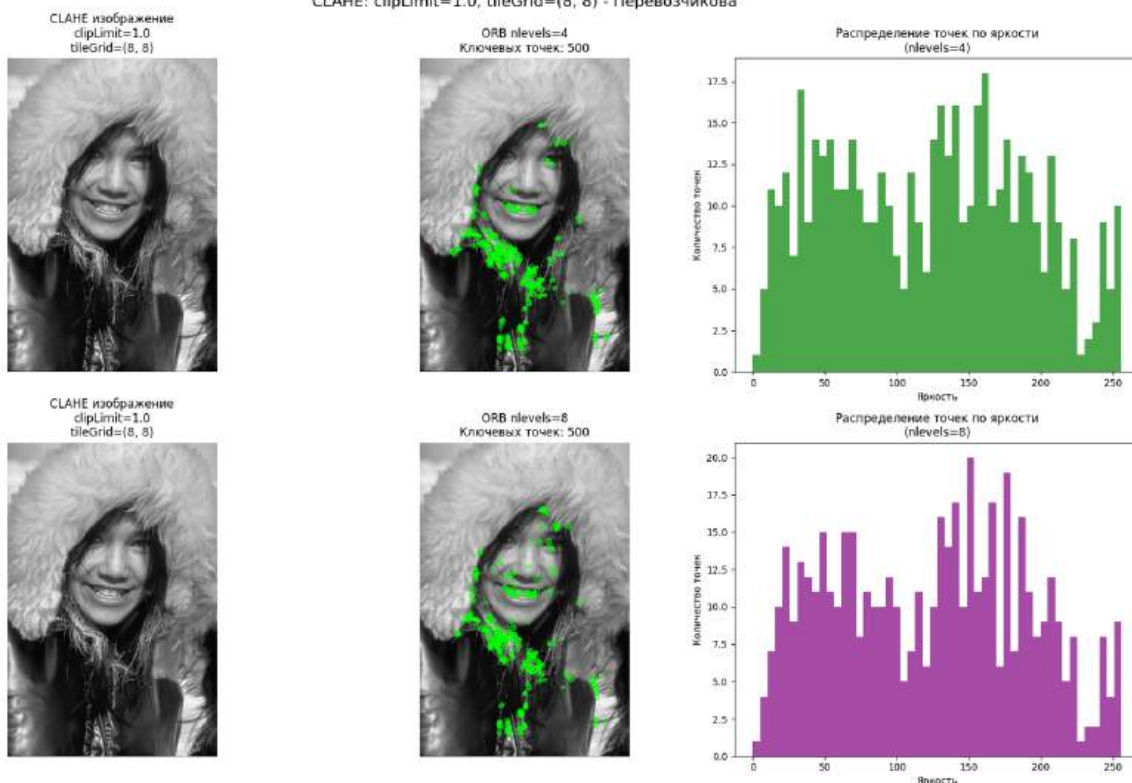 CLAHE: clipLimit=1.0, tileGrid=(8, 8) - Перевозчикова
CLAHE изображение
clipLimit=1.0
tileGrid=(8, 8)
ORB nlevels=4
Ключевых точек: 500
Распределение точек по яркости
(nlevels=4)
Количество точек
17.5
15.0
12.5
10.0
7.5
5.0
2.5
0.0
0
50
100
150
200
250
Яркость
CLAHE изображение
clipLimit=1.0
tileGrid=(8, 8)
ORB nlevels=8
Ключевых точек: 500
Распределение точек по яркости
(nlevels=8)
Количество точек
20.0
17.5
15.0
12.5
10.0
7.5
5.0
2.5
0.0
0
50
100
150
200
250
Яркость